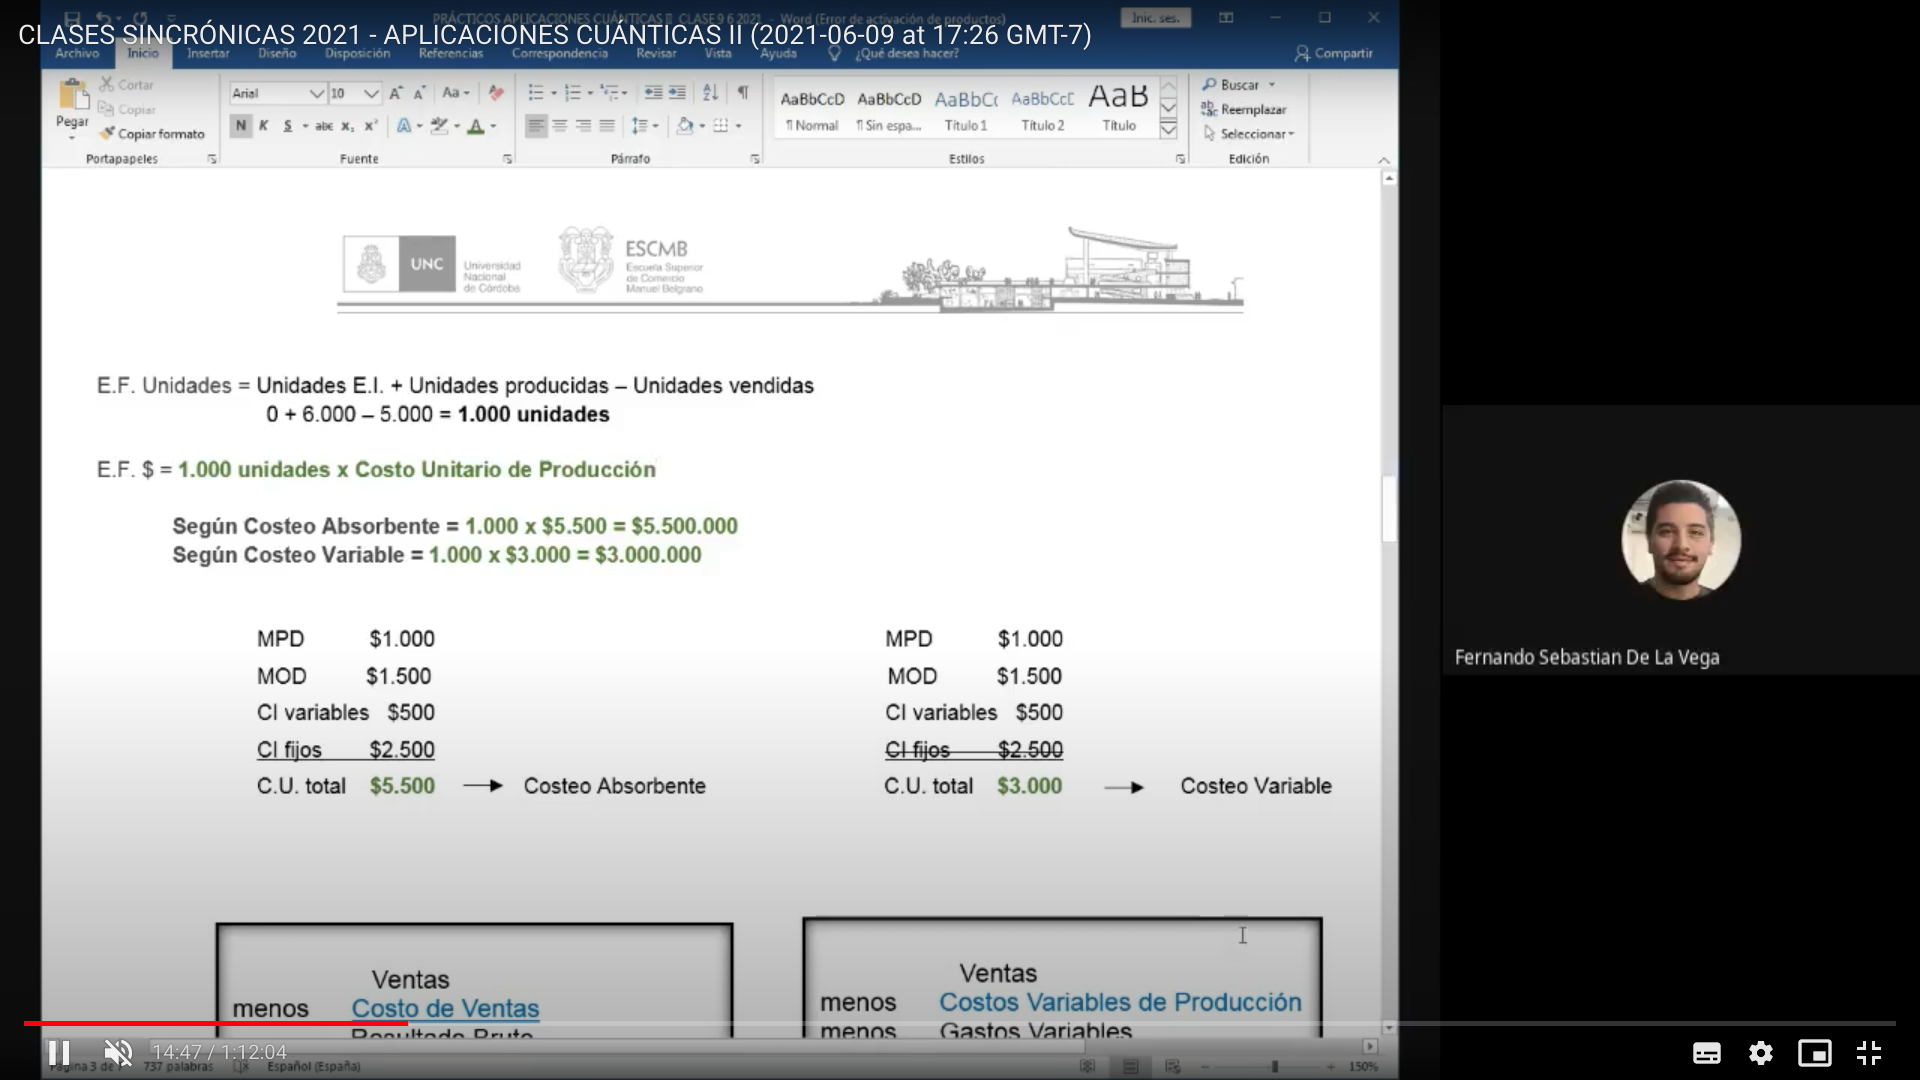 PRÁCTICOS APLICACIONES CUÁNTICAS II CLASE 9 6 2021 - Word (Error de activación de productos)
Inic. ses.
CLASES SINCRÓNICAS 2021 - APLICACIONES CUÁNTICAS II (2021-06-09 at 17:26 GMT-7)
Archivo Inicio Insertar Diseño Disposición Referencias Correspondencia Revisar Vista Ayuda ¿Qué desea hacer? Compartir
Pegar
Cortar
Copiar
Copiar formato
Portapapeles
Arial 10
Aa
N K S abc x, x²
Fuente
Párrafo
AaBbCcD AaBbCcD AaBbC AaBbCcC AaB
¶ Normal ¶ Sin espa... Título 1 Título 2 Título
Estilos
Buscar
Reemplazar
Seleccionar
Edición
UNC
Universidad
Nacional
de Córdoba
ESCMB
Escuela Superior
de Comercio
Manuel Belgrano
E.F. Unidades = Unidades E.I. + Unidades producidas – Unidades vendidas
0 + 6.000 – 5.000 = 1.000 unidades
E.F. $ = 1.000 unidades x Costo Unitario de Producción
Según Costeo Absorbente = 1.000 x $5.500 = $5.500.000
Según Costeo Variable = 1.000 x $3.000 = $3.000.000
MPD $1.000
MOD $1.500
CI variables $500
CI fijos $2.500
C.U. total $5.500 → Costeo Absorbente
MPD $1.000
MOD $1.500
CI variables $500
CI fijos $2.500
C.U. total $3.000 → Costeo Variable
Ventas
menos Costo de Ventas
Resultado Bruto
Ventas
menos Costos Variables de Producción
menos Gastos Variables
Fernando Sebastian De La Vega
14:47 / 1:12:04
Página 3 de 737 palabras Español (España) 150%